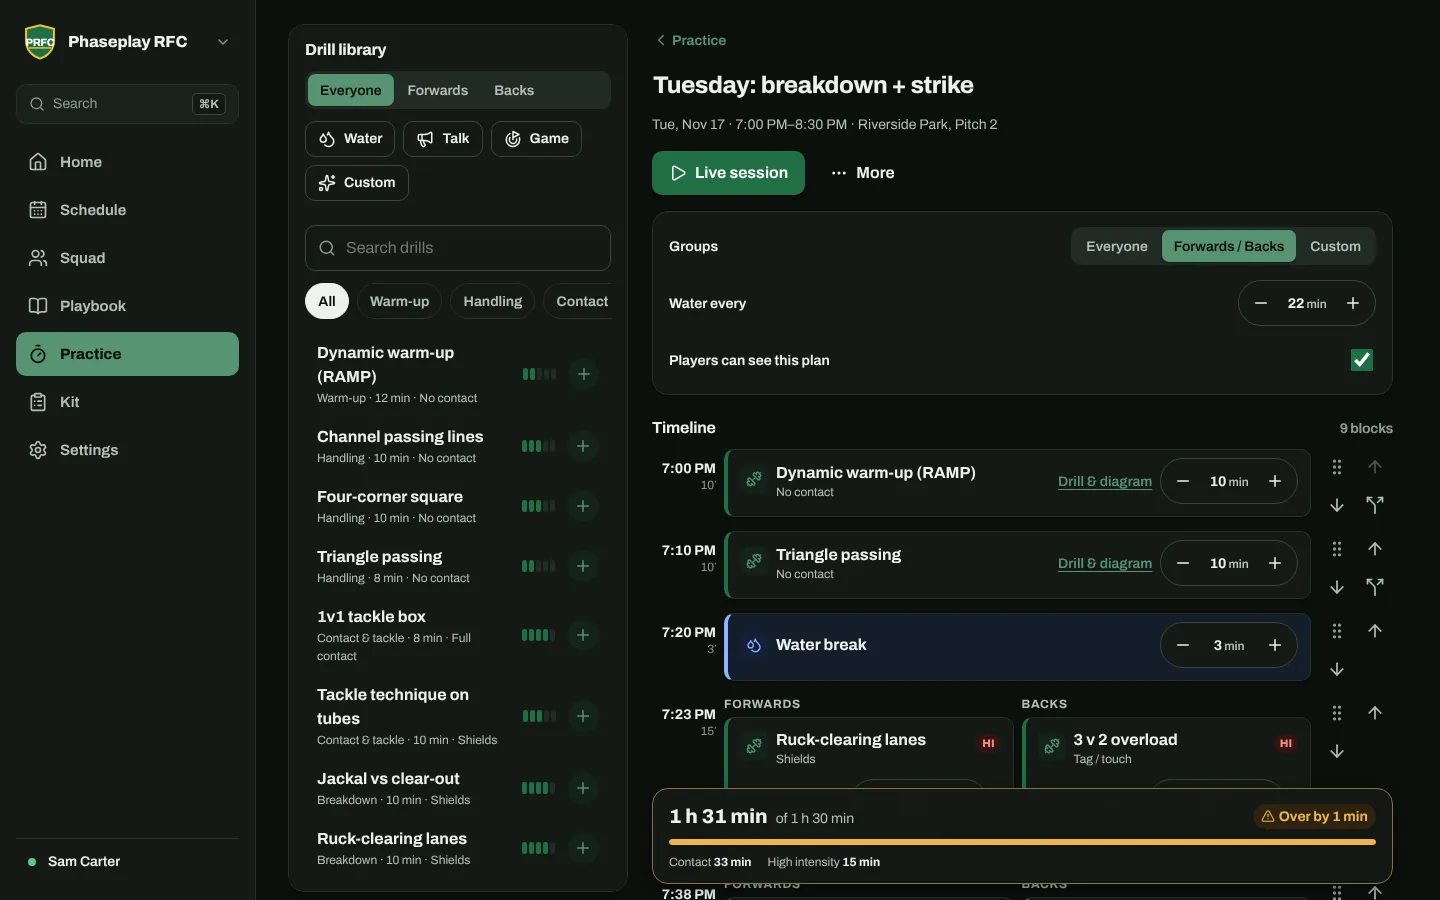 PRFC
Phaseplay RFC
Search
⌘K
Home
Schedule
Squad
Playbook
Practice
Kit
Settings
Sam Carter
Drill library
Everyone
Forwards
Backs
Water
Talk
Game
Custom
Search drills
All
Warm-up
Handling
Contact
Dynamic warm-up
(RAMP)
Warm-up · 12 min · No contact
Channel passing lines
Handling · 10 min · No contact
Four-corner square
Handling · 10 min · No contact
Triangle passing
Handling · 8 min · No contact
1v1 tackle box
Contact & tackle · 8 min · Full
contact
Tackle technique on
tubes
Contact & tackle · 10 min · Shields
Jackal vs clear-out
Breakdown · 10 min · Shields
Ruck-clearing lanes
Breakdown · 10 min · Shields
Practice
Tuesday: breakdown + strike
Tue, Nov 17 · 7:00 PM–8:30 PM · Riverside Park, Pitch 2
Live session
More
Groups
Everyone
Forwards / Backs
Custom
Water every
22 min
Players can see this plan
Timeline
9 blocks
7:00 PM
10'
Dynamic warm-up (RAMP)
No contact
Drill & diagram
10 min
7:10 PM
10'
Triangle passing
No contact
Drill & diagram
10 min
7:20 PM
3'
Water break
3 min
7:23 PM
15'
FORWARDS
Ruck-clearing lanes
Shields
HI
BACKS
3 v 2 overload
Tag / touch
HI
1 h 31 min of 1 h 30 min
Over by 1 min
Contact 33 min High intensity 15 min
7:38 PM
FORWARDS
BACKS